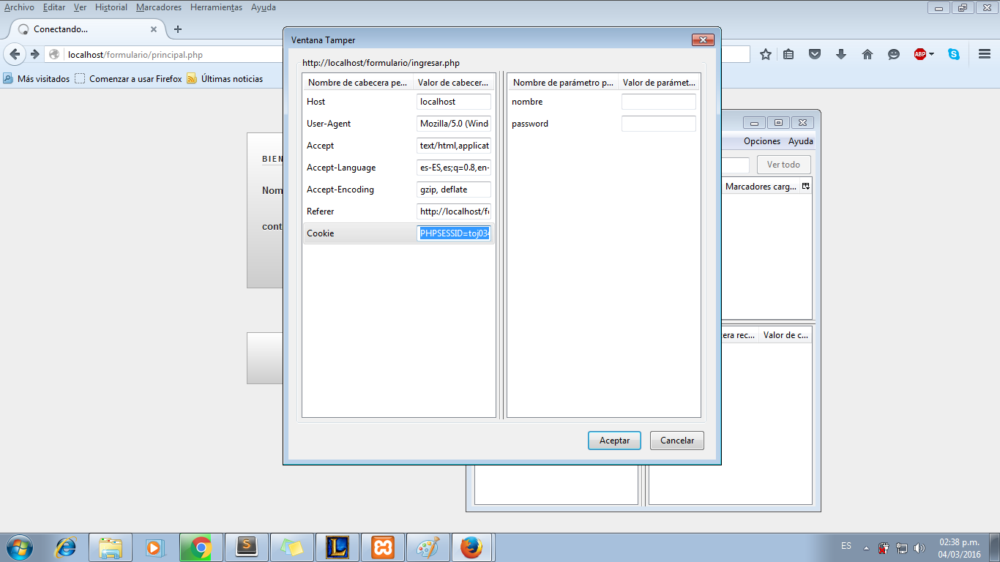 Archivo Editar Ver Historial Marcadores Herramientas Ayuda
Conectando...
localhost/formulario/principal.php
ABP
Más visitados Comenzar a usar Firefox Últimas noticias
Ventana Tamper
http://localhost/formulario/ingresar.php
Nombre de cabecera pe... Valor de cabecer...
Host localhost
User-Agent Mozilla/5.0 (Wind
Accept text/html,applicat
Accept-Language es-ES,es;q=0.8,en-
Accept-Encoding gzip, deflate
Referer http://localhost/f
Cookie PHPSESSID=toj034
Nombre de parámetro p... Valor de parámet...
nombre
password
Aceptar Cancelar
BIEN
Nom
cont
Opciones Ayuda
Ver todo
Marcadores carg...
era rec... Valor de c...
ES
02:38 p.m.
04/03/2016